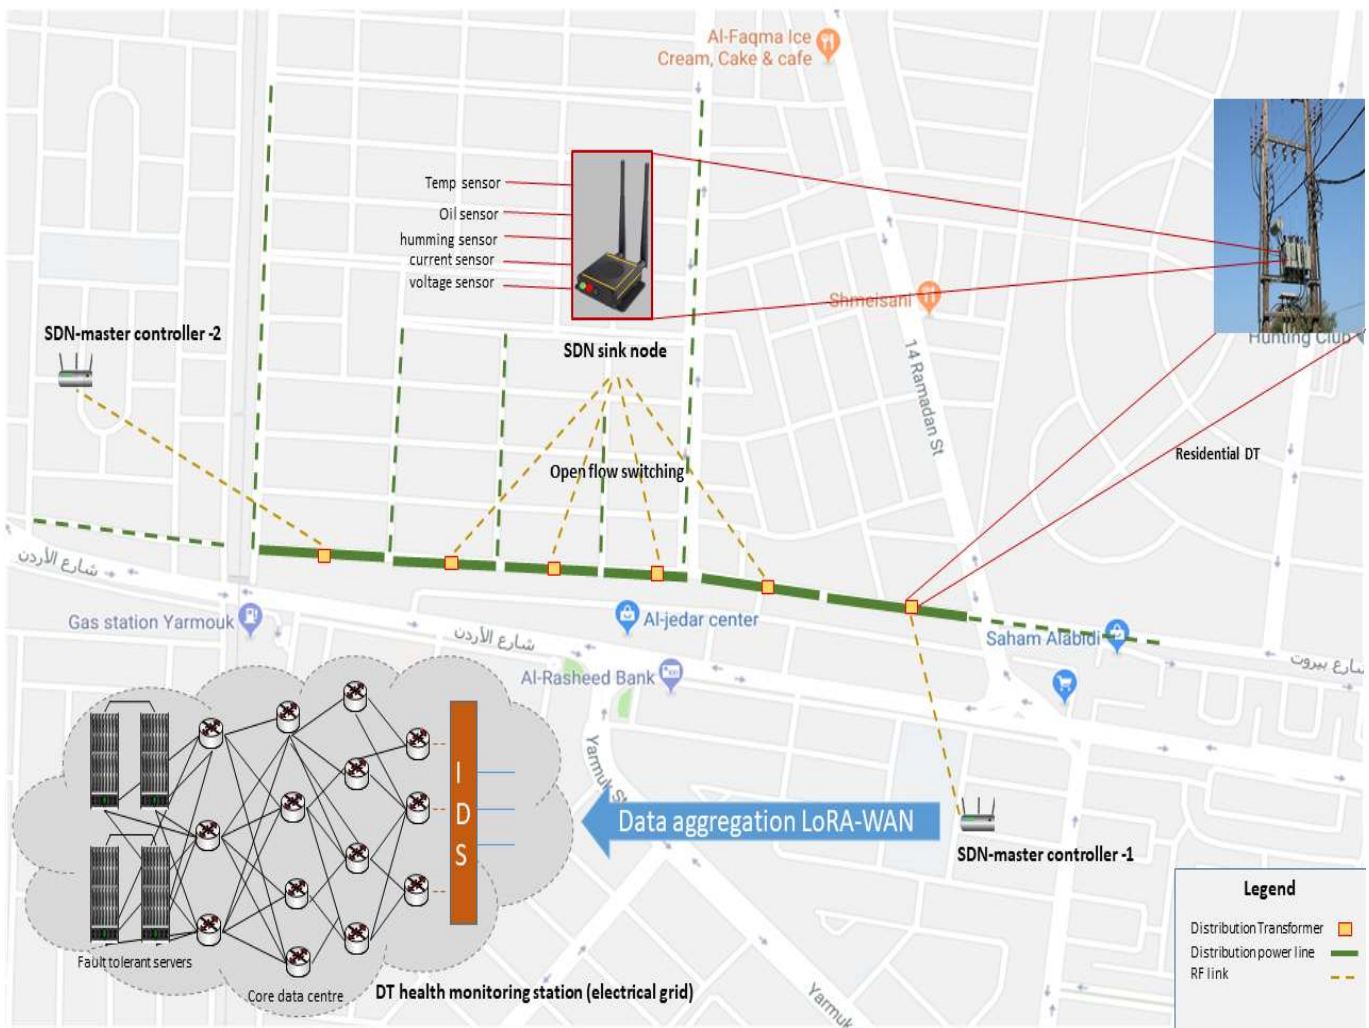 Al-Faqma Ice
Cream, Cake & cafe
Temp sensor
Oil sensor
humming sensor
current sensor
voltage sensor
Shmeisani
Hunting Club
SDN-master controller -2
SDN sink node
14 Ramadan St
Residential DT
Open flow switching
شارع الأردن
Gas station Yarmouk
شارع الأردن
Al-jedar center
Saham Alabidi
شارع بيروت
Al-Rasheed Bank
Yarmuk St
I
D
S
Data aggregation LoRA-WAN
SDN-master controller -1
Fault tolerant servers
Core data centre
DT health monitoring station (electrical grid)
Yarmouk
Legend
Distribution Transformer
Distribution power line
RF link